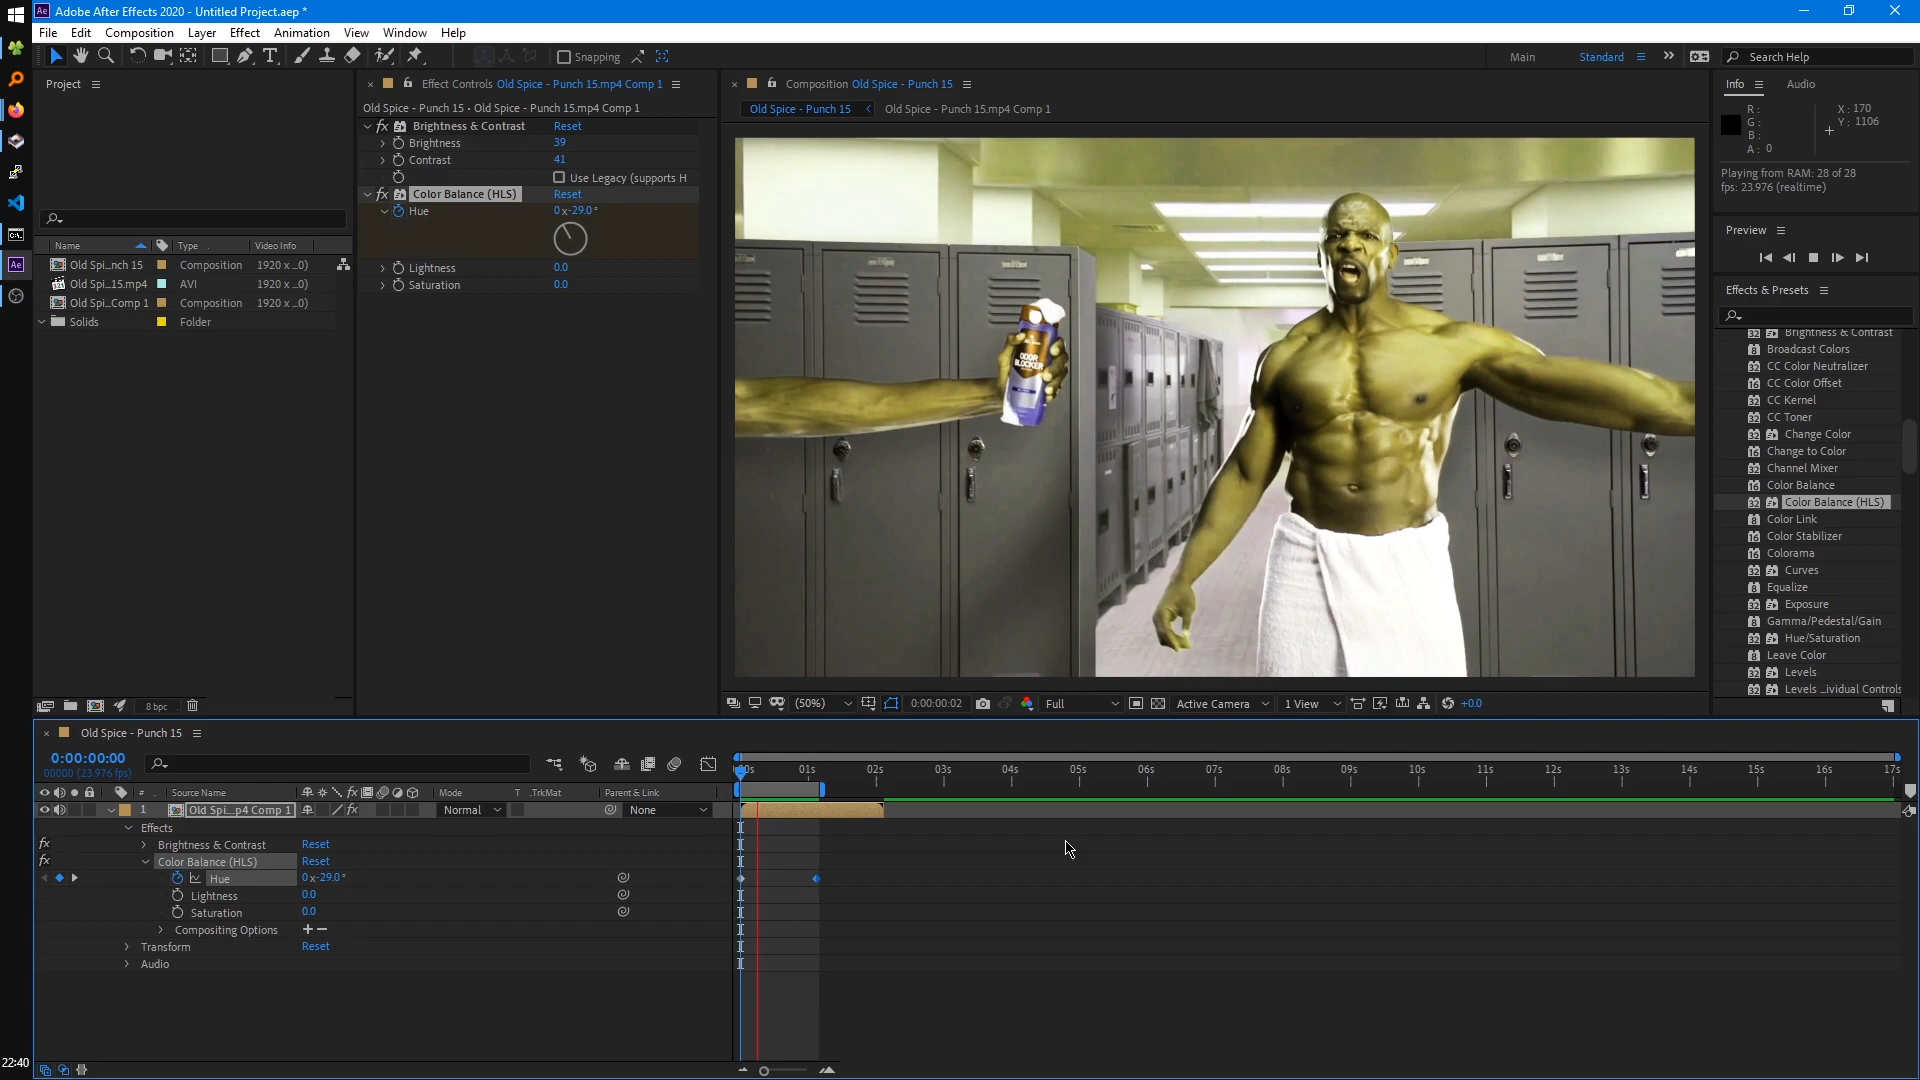 Adobe After Effects 2020 - Untitled Project.aep *
File Edit Composition Layer Effect Animation View Window Help
Snapping
Main Standard
Search Help
Project
Name Type Video Info
Old Spi...nch 15 Composition 1920 x ...0)
Old Spi...15.mp4 AVI 1920 x ...0)
Old Spi...Comp 1 Composition 1920 x ...0)
Solids Folder
8 bpc
Effect Controls Old Spice - Punch 15.mp4 Comp 1
Old Spice - Punch 15 • Old Spice - Punch 15.mp4 Comp 1
fx Brightness & Contrast Reset
Brightness 39
Contrast 41
Use Legacy (supports H
fx Color Balance (HLS) Reset
Hue 0x-29.0°
Lightness 0.0
Saturation 0.0
Composition Old Spice - Punch 15
Old Spice - Punch 15 Old Spice - Punch 15.mp4 Comp 1
ODOR
BLOCKER
(50%) 0:00:00:02 Full Active Camera 1 View +0.0
Info Audio
R :
G :
B :
A : 0
X : 170
Y : 1106
Playing from RAM: 28 of 28
fps: 23.976 (realtime)
Preview
Effects & Presets
Brightness & Contrast
Broadcast Colors
CC Color Neutralizer
CC Color Offset
CC Kernel
CC Toner
Change Color
Change to Color
Channel Mixer
Color Balance
Color Balance (HLS)
Color Link
Color Stabilizer
Colorama
Curves
Equalize
Exposure
Gamma/Pedestal/Gain
Hue/Saturation
Leave Color
Levels
Levels ...ividual Controls
Old Spice - Punch 15
0:00:00:00
00000 (23.976 fps)
# Source Name fx Mode T .TrkMat Parent & Link
1 Old Spi...p4 Comp 1 fx Normal None
Effects
fx Brightness & Contrast Reset
fx Color Balance (HLS) Reset
Hue 0x-29.0°
Lightness 0.0
Saturation 0.0
Compositing Options + −
Transform Reset
Audio
01s 02s 03s 04s 05s 06s 07s 08s 09s 10s 11s 12s 13s 14s 15s 16s 17s
Ae
22:40